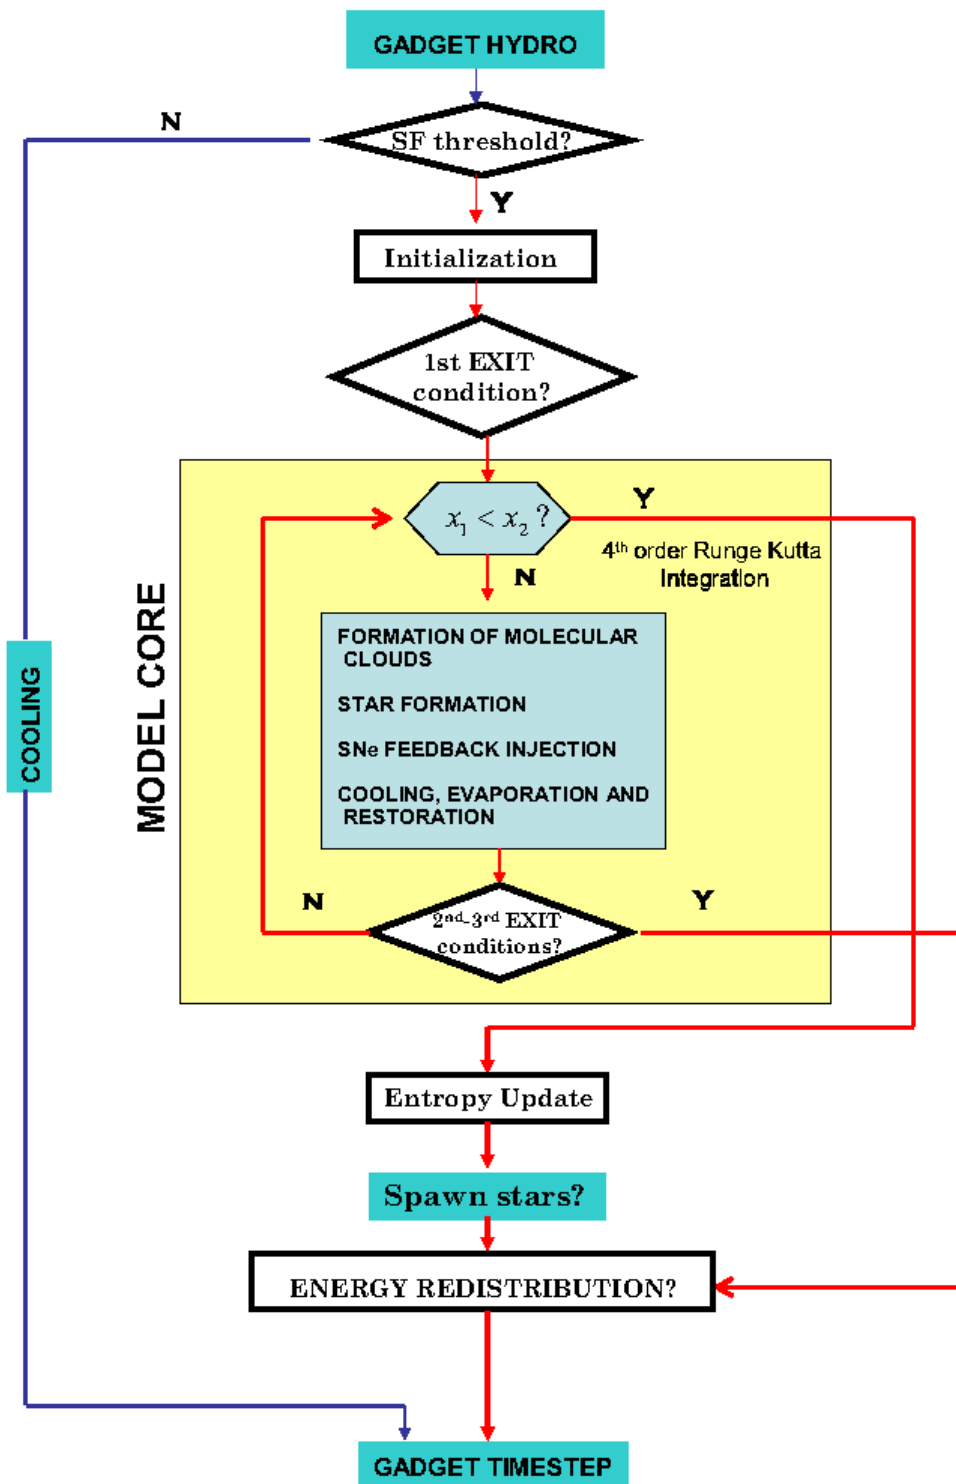 GADGET HYDRO
N
SF threshold?
Y
Initialization
1st EXIT
condition?
x₁ < x₂ ?
Y
4th order Runge Kutta
Integration
N
MODEL CORE
FORMATION OF MOLECULAR
CLOUDS
STAR FORMATION
SNe FEEDBACK INJECTION
COOLING, EVAPORATION AND
RESTORATION
COOLING
N
Y
2nd-3rd EXIT
conditions?
Entropy Update
Spawn stars?
ENERGY REDISTRIBUTION?
GADGET TIMESTEP